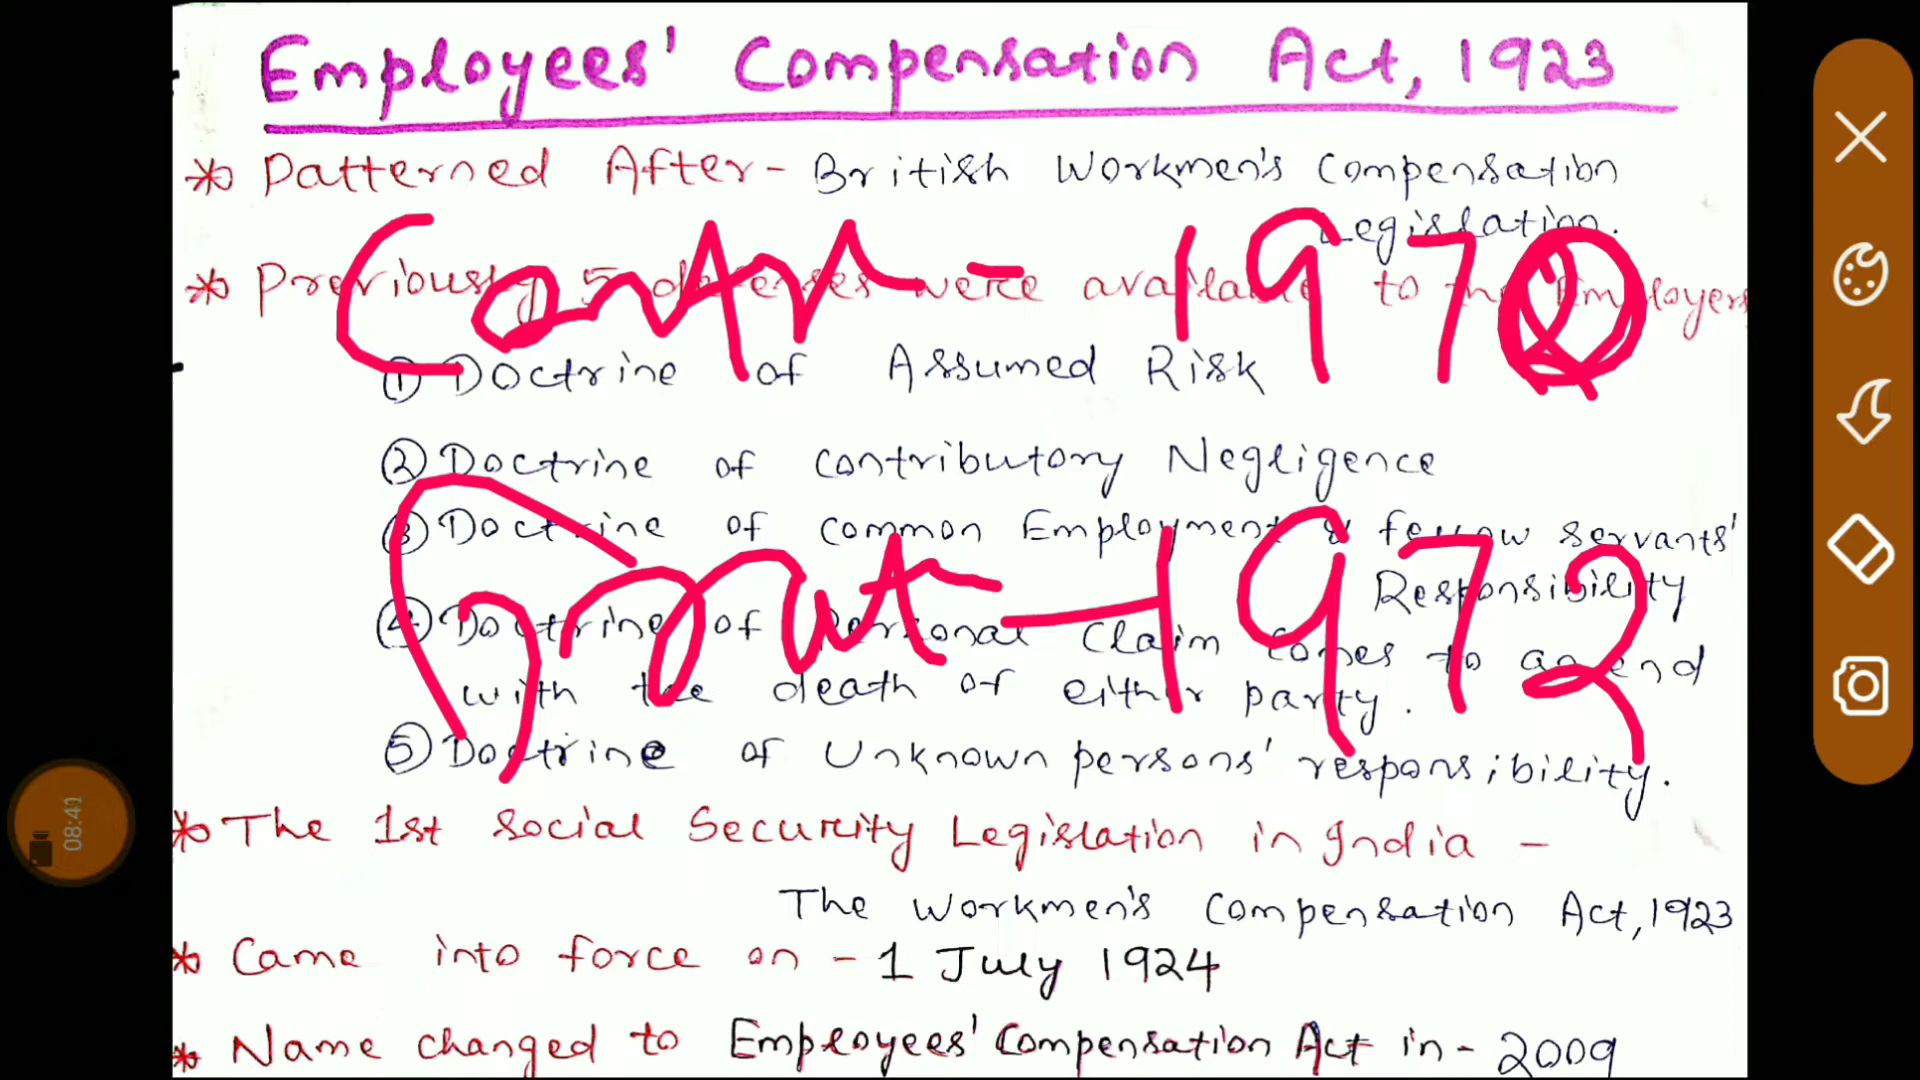 Employees' Compensation Act, 1923
* Patterned After - British Workmen's Compensation
Legislation.
* Previously 5 defenses were available to the Employers
Contr - 1970
① Doctrine of Assumed Risk
② Doctrine of Contributory Negligence
③ Doctrine of common Employment & fellow servants'
Responsibility
Grat - 1972
④ Doctrine of Personal Claim comes to an end
with the death of either party.
⑤ Doctrine of Unknown persons' responsibility.
* The 1st Social Security Legislation in India -
The Workmen's Compensation Act, 1923
* Came into force on - 1 July 1924
* Name changed to Employees' Compensation Act in - 2009
08:41